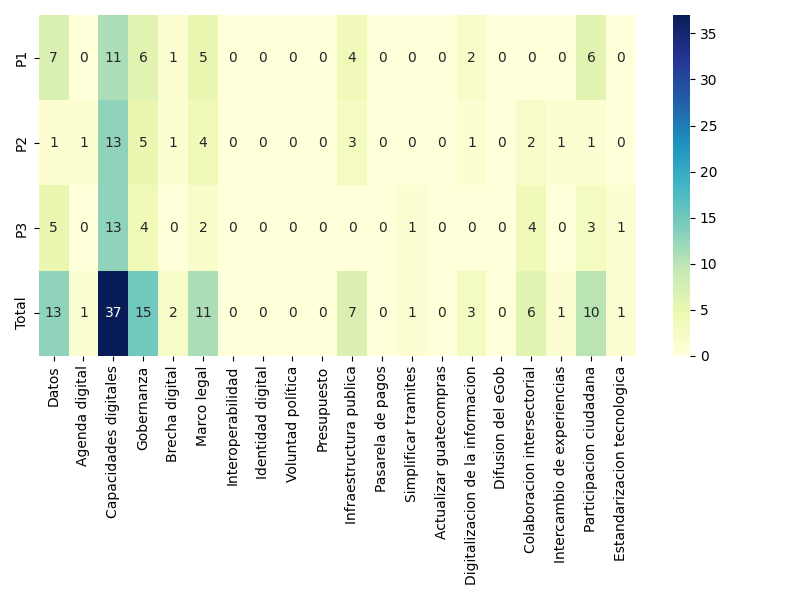 P1 7 0 11 6 1 5 0 0 0 0 4 0 0 0 2 0 0 0 6 0
P2 1 1 13 5 1 4 0 0 0 0 3 0 0 0 1 0 2 1 1 0
P3 5 0 13 4 0 2 0 0 0 0 0 0 1 0 0 0 4 0 3 1
Total 13 1 37 15 2 11 0 0 0 0 7 0 1 0 3 0 6 1 10 1
Datos
Agenda digital
Capacidades digitales
Gobernanza
Brecha digital
Marco legal
Interoperabilidad
Identidad digital
Voluntad politica
Presupuesto
Infraestructura publica
Pasarela de pagos
Simplificar tramites
Actualizar guatecompras
Digitalizacion de la informacion
Difusion del eGob
Colaboracion intersectorial
Intercambio de experiencias
Participacion ciudadana
Estandarizacion tecnologica
35
30
25
20
15
10
5
0